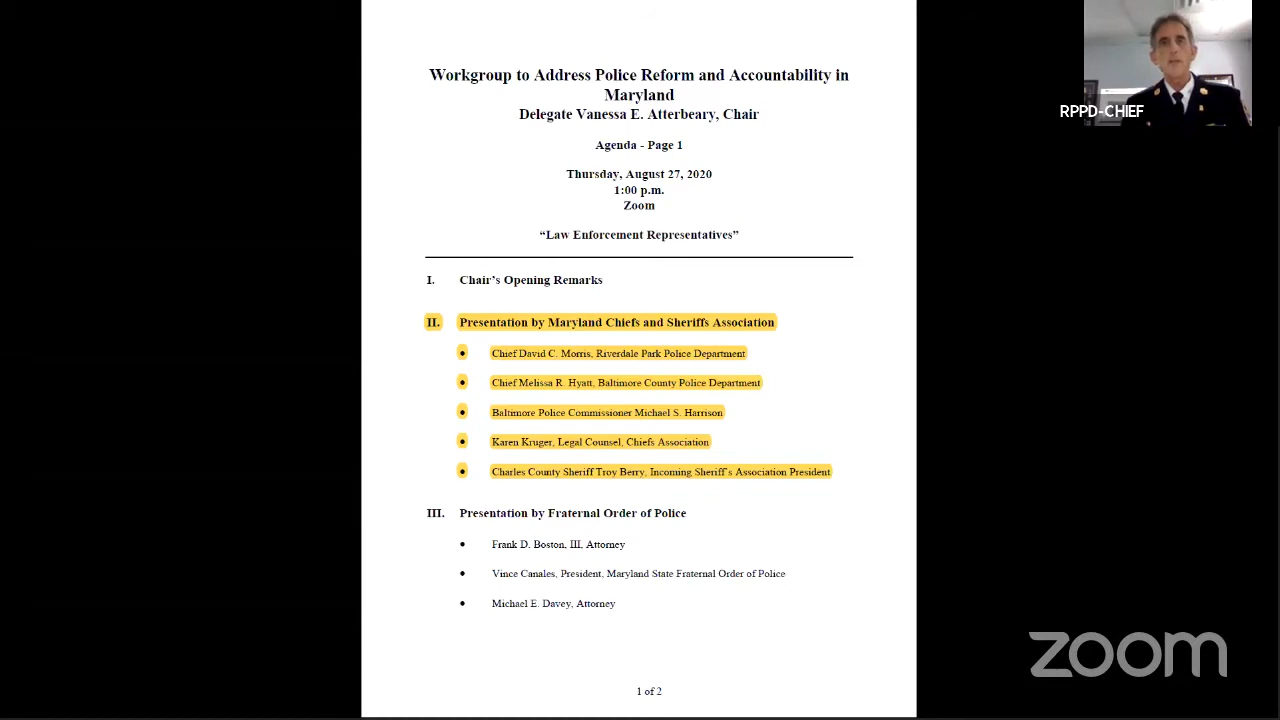 Workgroup to Address Police Reform and Accountability in
Maryland
Delegate Vanessa E. Atterbeary, Chair
Agenda - Page 1
Thursday, August 27, 2020
1:00 p.m.
Zoom
“Law Enforcement Representatives”
I. Chair’s Opening Remarks
II. Presentation by Maryland Chiefs and Sheriffs Association
• Chief David C. Morris, Riverdale Park Police Department
• Chief Melissa R. Hyatt, Baltimore County Police Department
• Baltimore Police Commissioner Michael S. Harrison
• Karen Kruger, Legal Counsel, Chiefs Association
• Charles County Sheriff Troy Berry, Incoming Sheriff’s Association President
III. Presentation by Fraternal Order of Police
• Frank D. Boston, III, Attorney
• Vince Canales, President, Maryland State Fraternal Order of Police
• Michael E. Davey, Attorney
1 of 2
RPPD-CHIEF
zoom